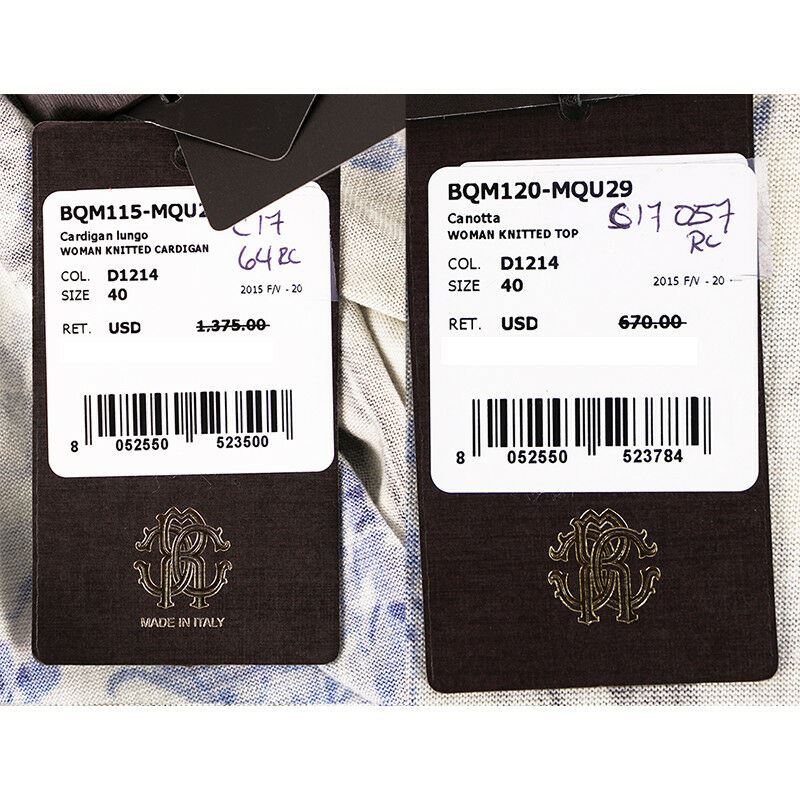 BQM115-MQU2
C17
Cardigan lungo
64RC
WOMAN KNITTED CARDIGAN
COL. D1214
SIZE 40
2015 F/V - 20
RET. USD 1.375.00
8 052550 523500
MADE IN ITALY
BQM120-MQU29
Canotta
S17 057
WOMAN KNITTED TOP
RC
COL. D1214
SIZE 40
2015 F/V - 20
RET. USD 670.00
8 052550 523784